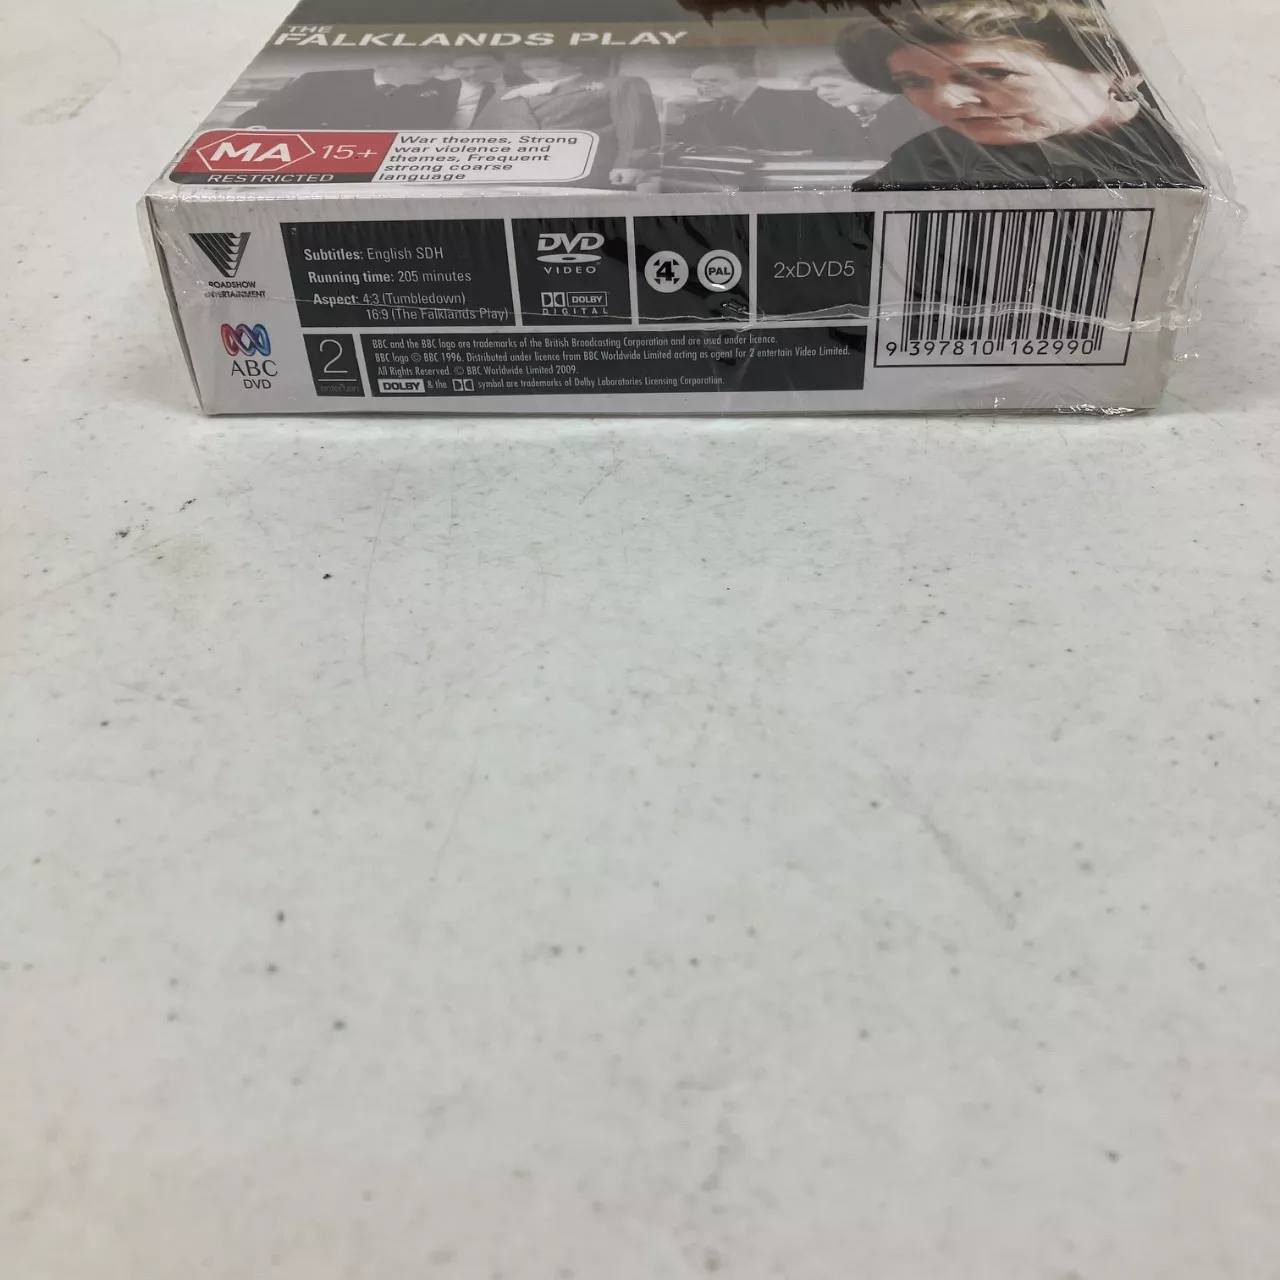 THE
FALKLANDS PLAY
MA 15+
RESTRICTED
War themes, Strong
war violence and
themes, Frequent
strong coarse
language
ROADSHOW
ENTERTAINMENT
ABC
DVD
Subtitles: English SDH
Running time: 205 minutes
Aspect: 4:3 (Tumbledown)
16:9 (The Falklands Play)
DVD
VIDEO
DOLBY
DIGITAL
4
PAL
2xDVD5
2
entertain
BBC and the BBC logo are trademarks of the British Broadcasting Corporation and are used under licence.
BBC logo © BBC 1996. Distributed under licence from BBC Worldwide Limited acting as agent for 2 entertain Video Limited.
All Rights Reserved. © BBC Worldwide Limited 2009.
DOLBY & the symbol are trademarks of Dolby Laboratories Licensing Corporation.
9 397810 162990